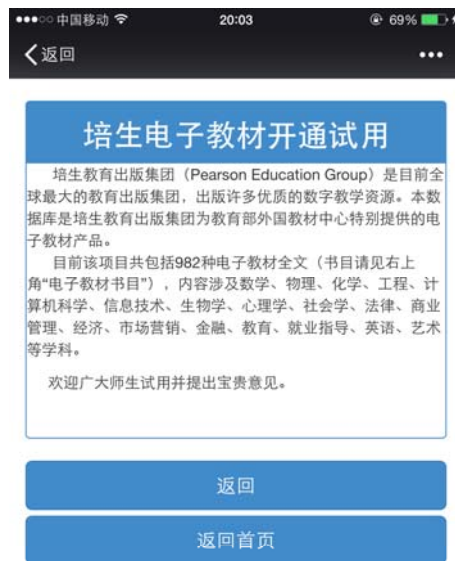 中国移动 20:03 69%
返回
培生电子教材开通试用
培生教育出版集团（Pearson Education Group）是目前全
球最大的教育出版集团，出版许多优质的数字教学资源。本数
据库是培生教育出版集团为教育部外国教材中心特别提供的电
子教材产品。
目前该项目共包括982种电子教材全文（书目请见右上
角“电子教材书目”），内容涉及数学、物理、化学、工程、计
算机科学、信息技术、生物学、心理学、社会学、法律、商业
管理、经济、市场营销、金融、教育、就业指导、英语、艺术
等学科。
欢迎广大师生试用并提出宝贵意见。
返回
返回首页